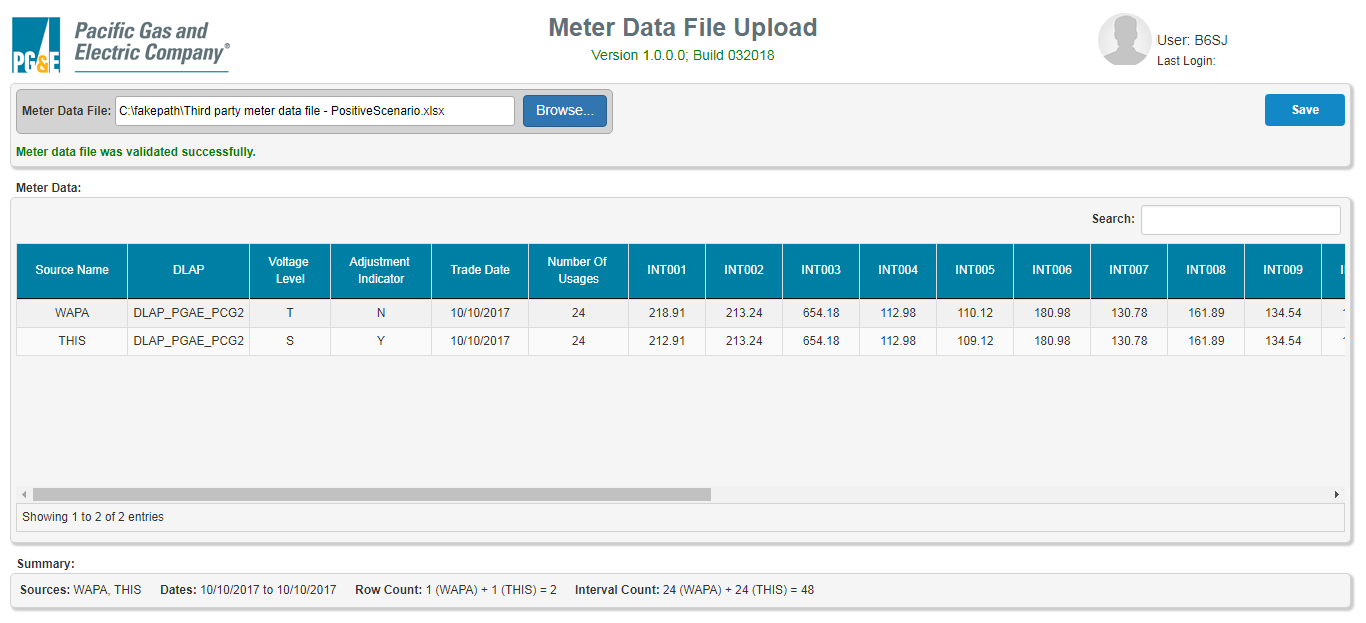 PG&E
Pacific Gas and
Electric Company®
Meter Data File Upload
Version 1.0.0.0; Build 032018
User: B6SJ
Last Login:
Meter Data File: C:\fakepath\Third party meter data file - PositiveScenario.xlsx Browse... Save
Meter data file was validated successfully.
Meter Data:
Search:
Source Name DLAP Voltage Level Adjustment Indicator Trade Date Number Of Usages INT001 INT002 INT003 INT004 INT005 INT006 INT007 INT008 INT009
WAPA DLAP_PGAE_PCG2 T N 10/10/2017 24 218.91 213.24 654.18 112.98 110.12 180.98 130.78 161.89 134.54
THIS DLAP_PGAE_PCG2 S Y 10/10/2017 24 212.91 213.24 654.18 112.98 109.12 180.98 130.78 161.89 134.54
Showing 1 to 2 of 2 entries
Summary:
Sources: WAPA, THIS Dates: 10/10/2017 to 10/10/2017 Row Count: 1 (WAPA) + 1 (THIS) = 2 Interval Count: 24 (WAPA) + 24 (THIS) = 48